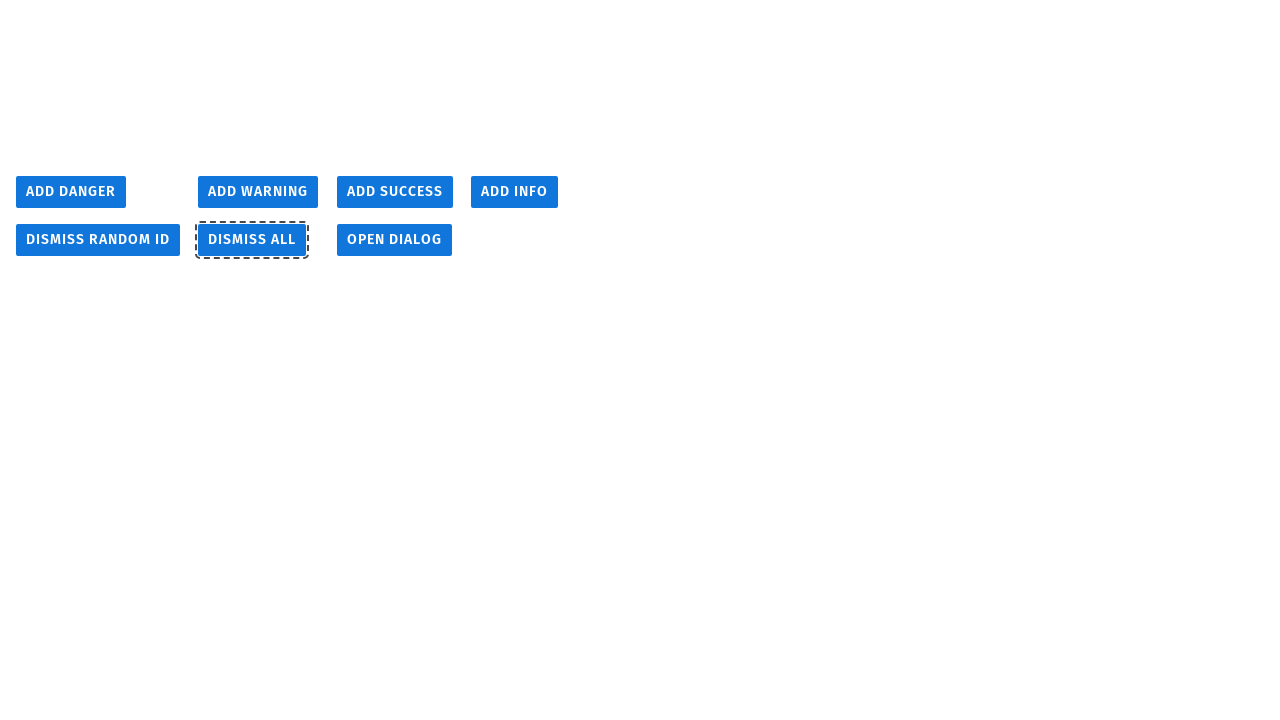 ADD DANGER ADD WARNING ADD SUCCESS ADD INFO
DISMISS RANDOM ID DISMISS ALL OPEN DIALOG